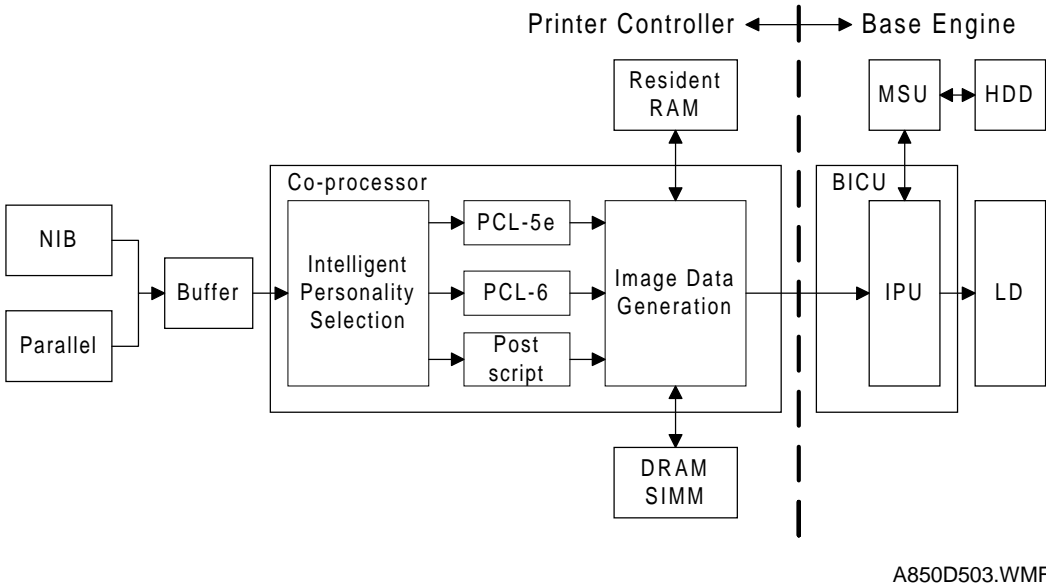 Printer Controller
Base Engine
Resident
RAM
MSU
HDD
Co-processor
BICU
NIB
Parallel
Buffer
Intelligent
Personality
Selection
PCL-5e
PCL-6
Post
script
Image Data
Generation
IPU
LD
DRAM
SIMM
A850D503.WMF